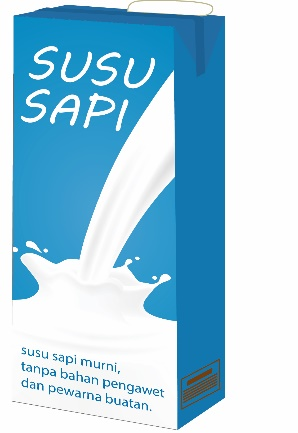 SUSU
SAPI
susu sapi murni,
tanpa bahan pengawet
dan pewarna buatan.